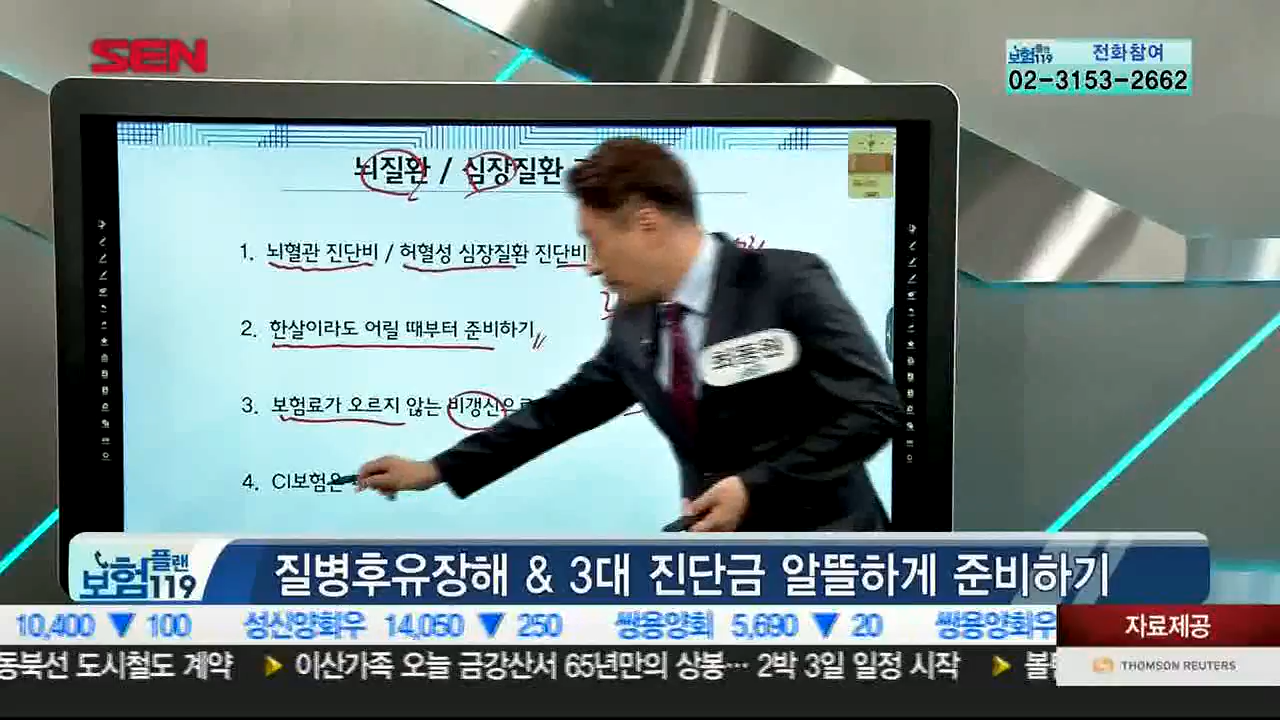 SEN
보험플랜119
전화참여
02-3153-2662
뇌질환 / 심장질환
1. 뇌혈관 진단비 / 허혈성 심장질환 진단비
2. 한살이라도 어릴 때부터 준비하기
3. 보험료가 오르지 않는 비갱신으로
4. CI보험은
보험플랜119
질병후유장해 & 3대 진단금 알뜰하게 준비하기
10,400 ▼ 100 성신양회우 14,050 ▼ 250 쌍용양회 5,690 ▼ 20 쌍용양회우
자료제공
동북선 도시철도 계약 ▶ 이산가족 오늘 금강산서 65년만의 상봉… 2박 3일 일정 시작 ▶
THOMSON REUTERS